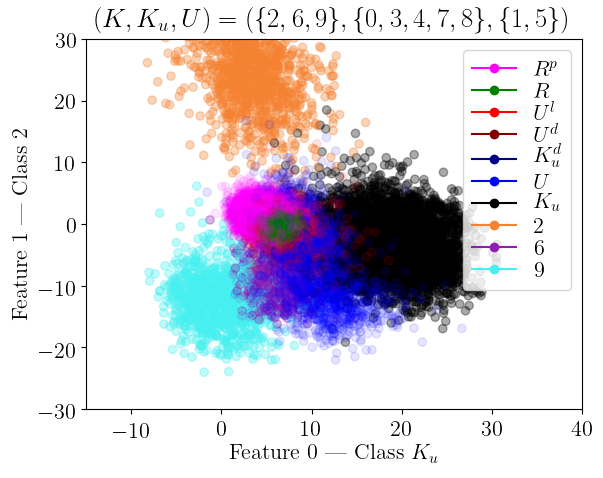 (K, K_u, U) = ({2, 6, 9}, {0, 3, 4, 7, 8}, {1, 5})
30
20
10
0
−10
−20
−30
Feature 1 — Class 2
R^p
R
U^l
U^d
K_u^d
U
K_u
2
6
9
−10 0 10 20 30 40
Feature 0 — Class K_u